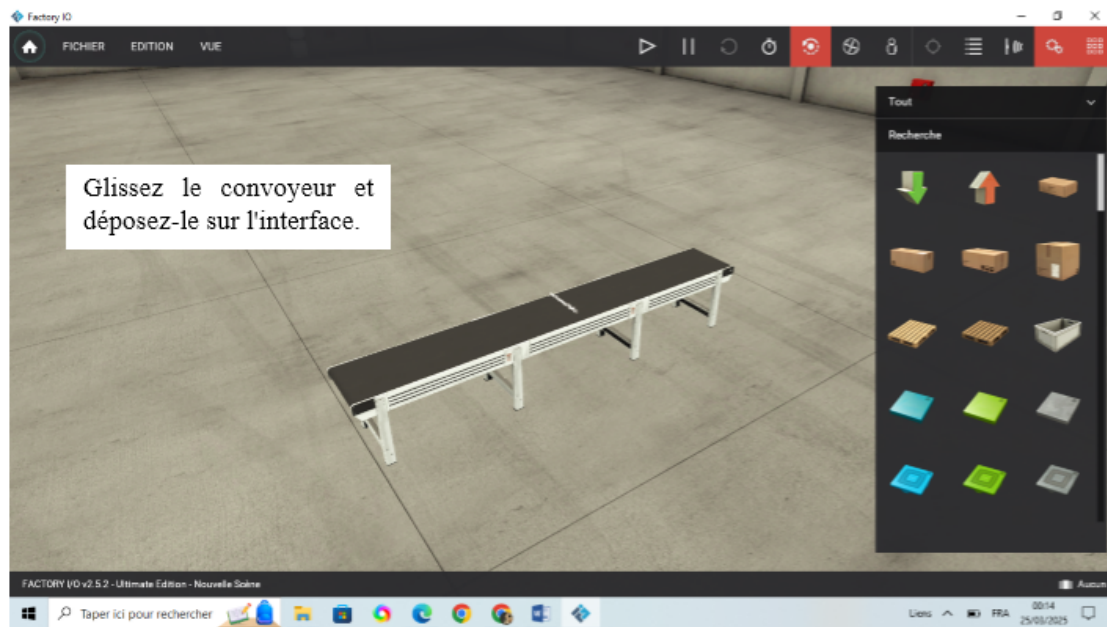 Factory IO
FICHIER EDITION VUE
Tout
Recherche
Glissez le convoyeur et
déposez-le sur l'interface.
FACTORY I/O v2.5.2 - Ultimate Edition - Nouvelle Scène
Aucun
Taper ici pour rechercher
Liens
FRA
00:14
25/03/2025